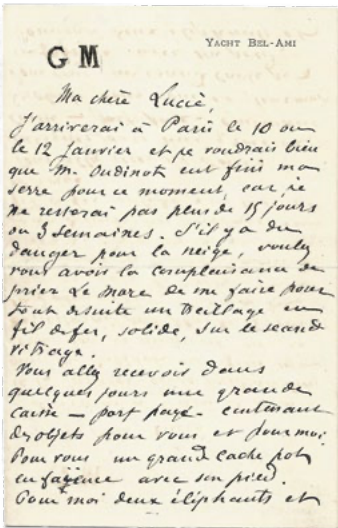 GM
YACHT BEL-AMI
Ma chère Lucie,
J'arriverai à Paris le 10 ou
le 12 Janvier et je voudrais bien
que M. Oudinot eut fini ma
serre pour ce moment, car je
ne resterai pas plus de 15 jours
ou 3 semaines. S'il y a du
danger pour la neige, voulez
vous avoir la complaisance de
prier Le Mare de me faire pour
tout de suite un treillage en
fil de fer, solide, sur le second
vitrage.
Vous allez recevoir dans
quelques jours une grande
caisse - port payé - contenant
des objets pour vous et pour moi.
Pour vous un grand cache pot
en faÿence avec son pied.
Pour moi deux éléphants et